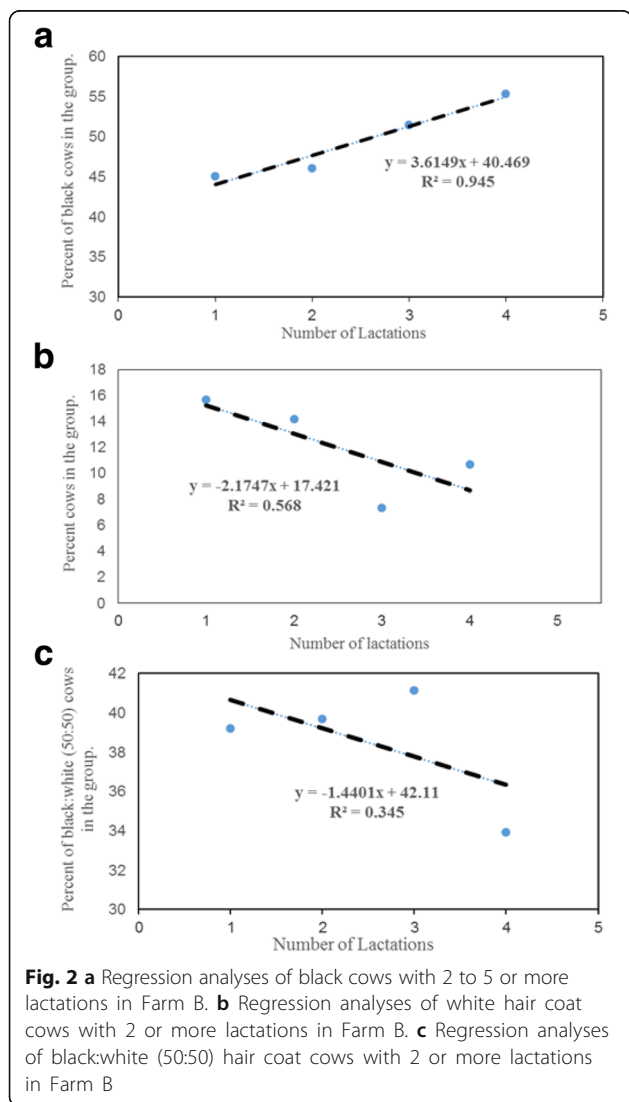 a
60
55
50
45
40
35
30
Percent of black cows in the group.
y = 3.6149x + 40.469
R² = 0.945
0 1 2 3 4 5
Number of Lactations
b
18
16
14
12
10
8
6
4
2
0
Percent cows in the group.
y = -2.1747x + 17.421
R² = 0.568
0 1 2 3 4 5
Number of lactations
c
42
40
38
36
34
32
30
Percent of black:white (50:50) cows
in the group.
y = -1.4401x + 42.11
R² = 0.345
0 1 2 3 4 5
Number of Lactations
Fig. 2 a Regression analyses of black cows with 2 to 5 or more
lactations in Farm B. b Regression analyses of white hair coat
cows with 2 or more lactations in Farm B. c Regression analyses
of black:white (50:50) hair coat cows with 2 or more lactations
in Farm B